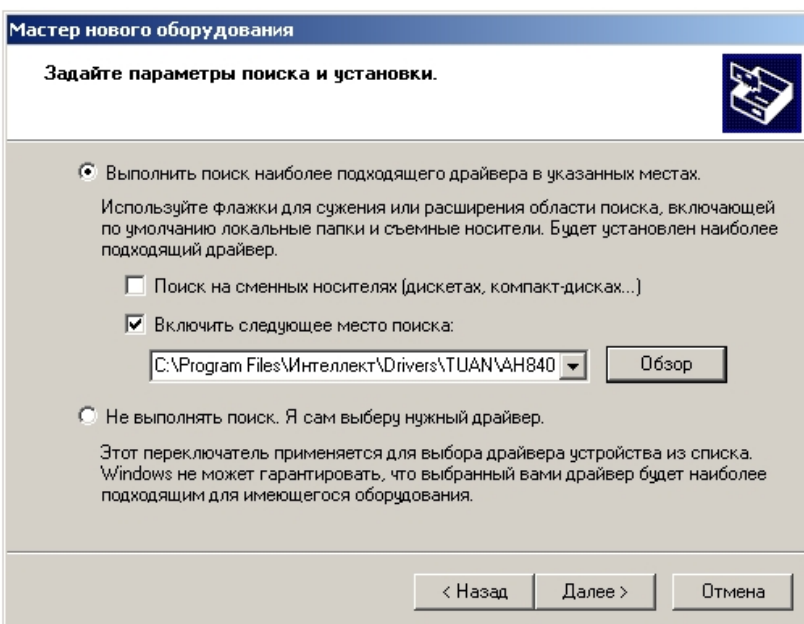 Мастер нового оборудования
Задайте параметры поиска и установки.
Выполнить поиск наиболее подходящего драйвера в указанных местах.
Используйте флажки для сужения или расширения области поиска, включающей
по умолчанию локальные папки и съемные носители. Будет установлен наиболее
подходящий драйвер.
Поиск на сменных носителях (дискетах, компакт-дисках...)
Включить следующее место поиска:
C:\Program Files\Интеллект\Drivers\TUAN\AH840
Обзор
Не выполнять поиск. Я сам выберу нужный драйвер.
Этот переключатель применяется для выбора драйвера устройства из списка.
Windows не может гарантировать, что выбранный вами драйвер будет наиболее
подходящим для имеющегося оборудования.
< Назад Далее > Отмена